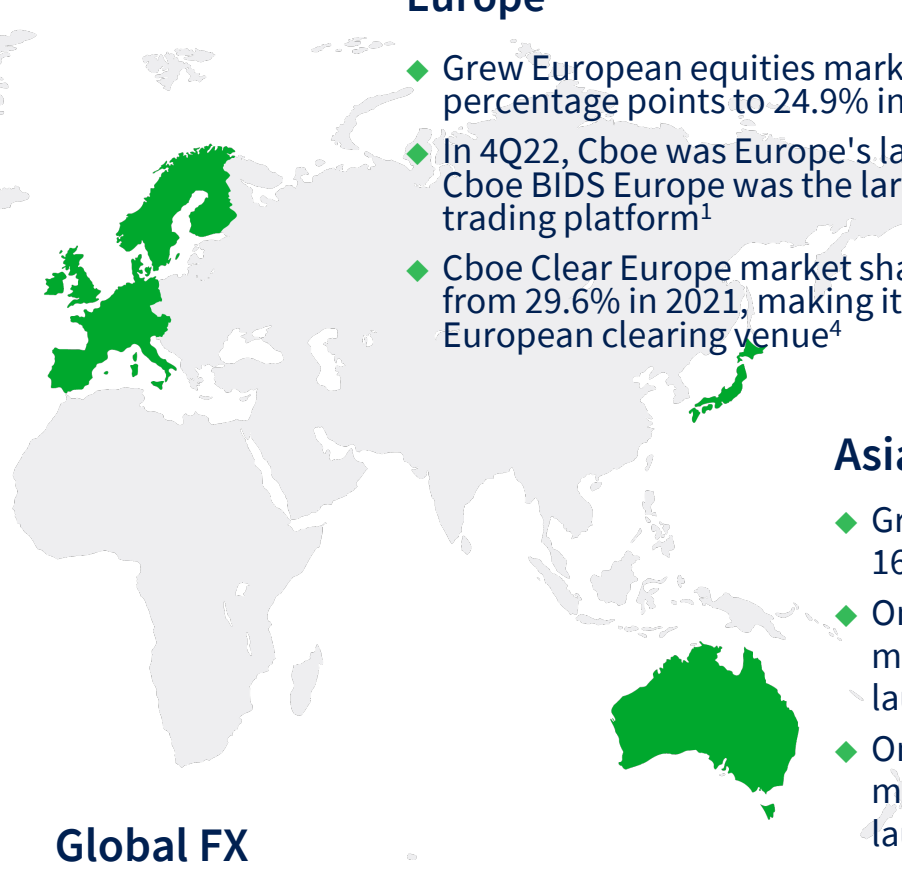 Europe
Grew European equities mark
percentage points to 24.9% in
In 4Q22, Cboe was Europe's la
Cboe BIDS Europe was the lar
trading platform¹
Cboe Clear Europe market sha
from 29.6% in 2021, making it
European clearing venue⁴
Asia
Gr
16
Or
m
la
Or
m
la
Global FX